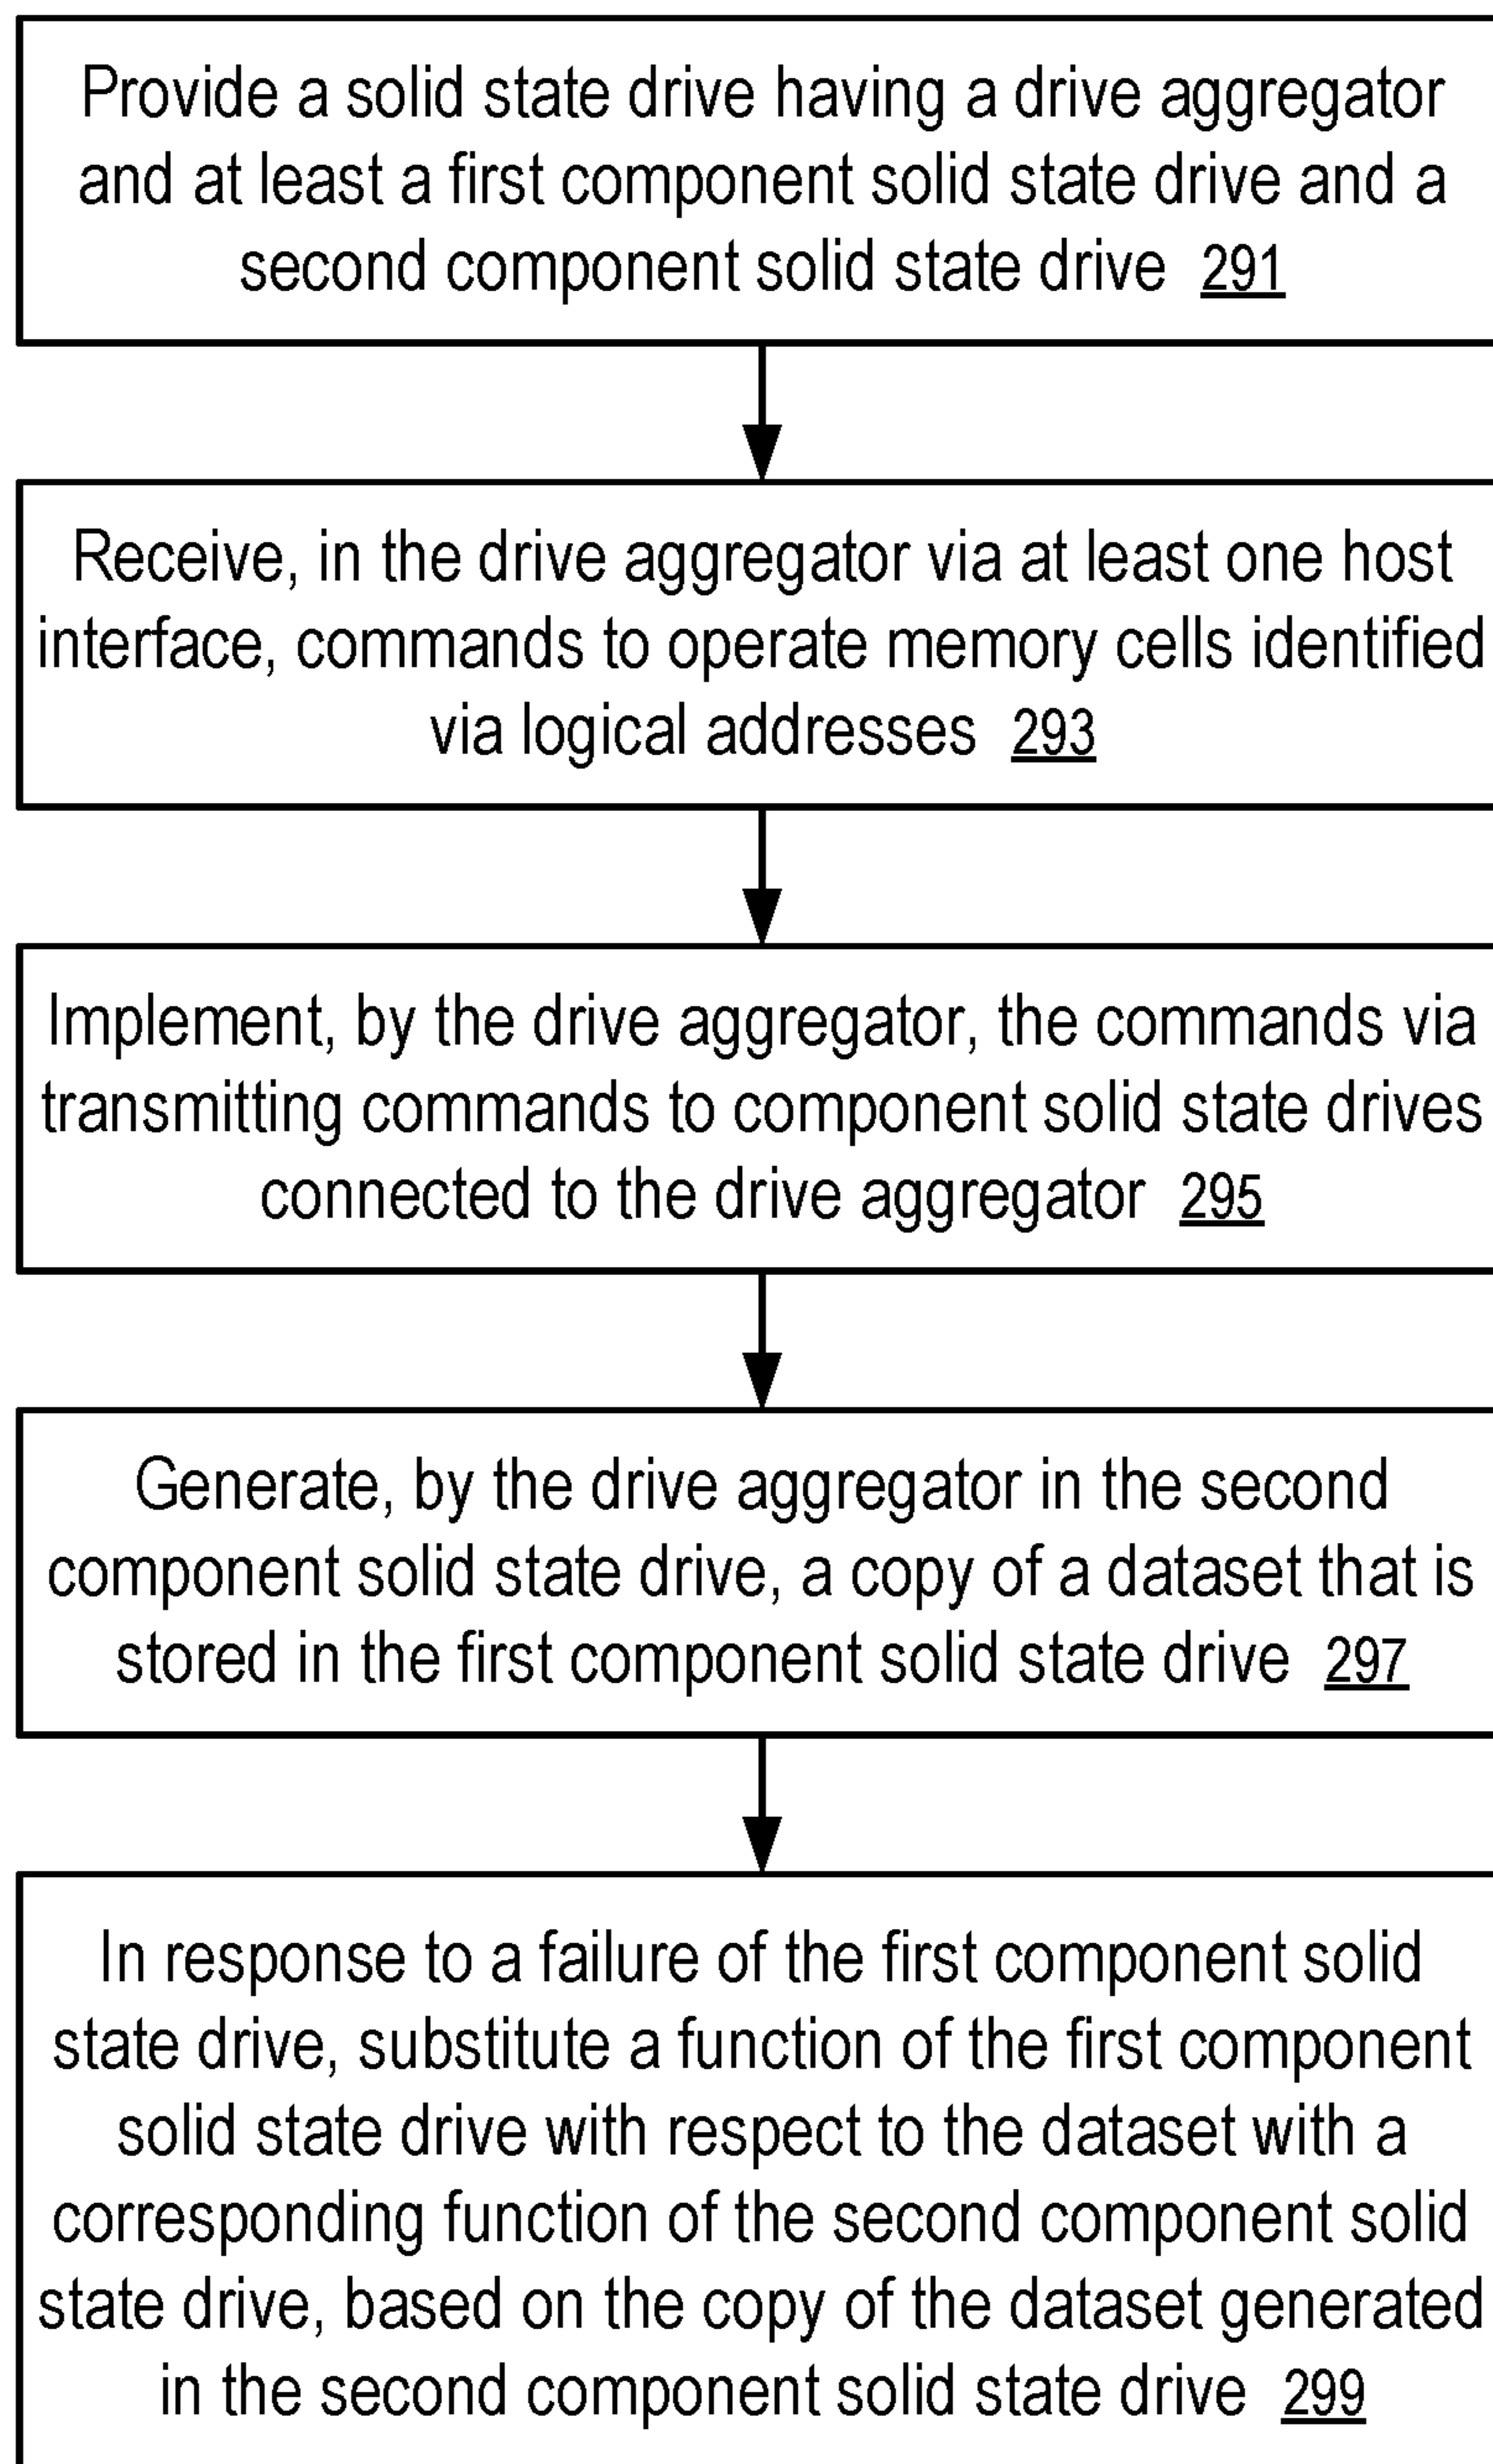 Provide a solid state drive having a drive aggregator
and at least a first component solid state drive and a
second component solid state drive 291
Receive, in the drive aggregator via at least one host
interface, commands to operate memory cells identified
via logical addresses 293
Implement, by the drive aggregator, the commands via
transmitting commands to component solid state drives
connected to the drive aggregator 295
Generate, by the drive aggregator in the second
component solid state drive, a copy of a dataset that is
stored in the first component solid state drive 297
In response to a failure of the first component solid
state drive, substitute a function of the first component
solid state drive with respect to the dataset with a
corresponding function of the second component solid
state drive, based on the copy of the dataset generated
in the second component solid state drive 299